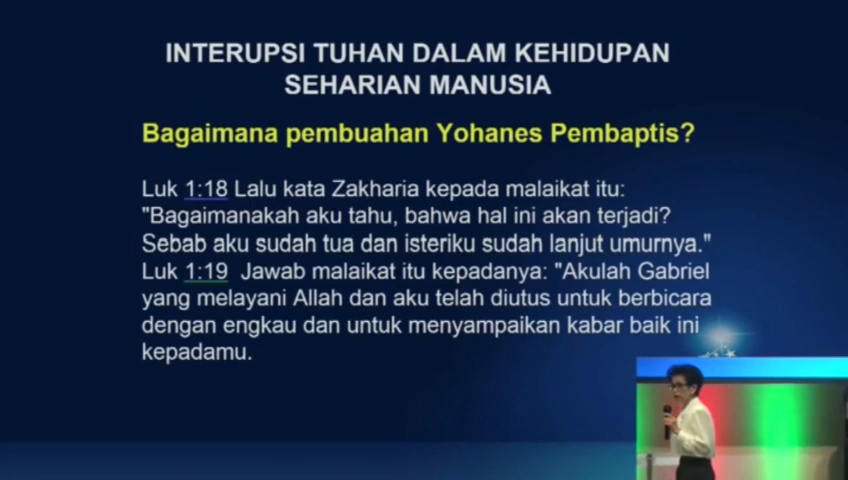 INTERUPSI TUHAN DALAM KEHIDUPAN
SEHARIAN MANUSIA
Bagaimana pembuahan Yohanes Pembaptis?
Luk 1:18 Lalu kata Zakharia kepada malaikat itu:
"Bagaimanakah aku tahu, bahwa hal ini akan terjadi?
Sebab aku sudah tua dan isteriku sudah lanjut umurnya."
Luk 1:19 Jawab malaikat itu kepadanya: "Akulah Gabriel
yang melayani Allah dan aku telah diutus untuk berbicara
dengan engkau dan untuk menyampaikan kabar baik ini
kepadamu.